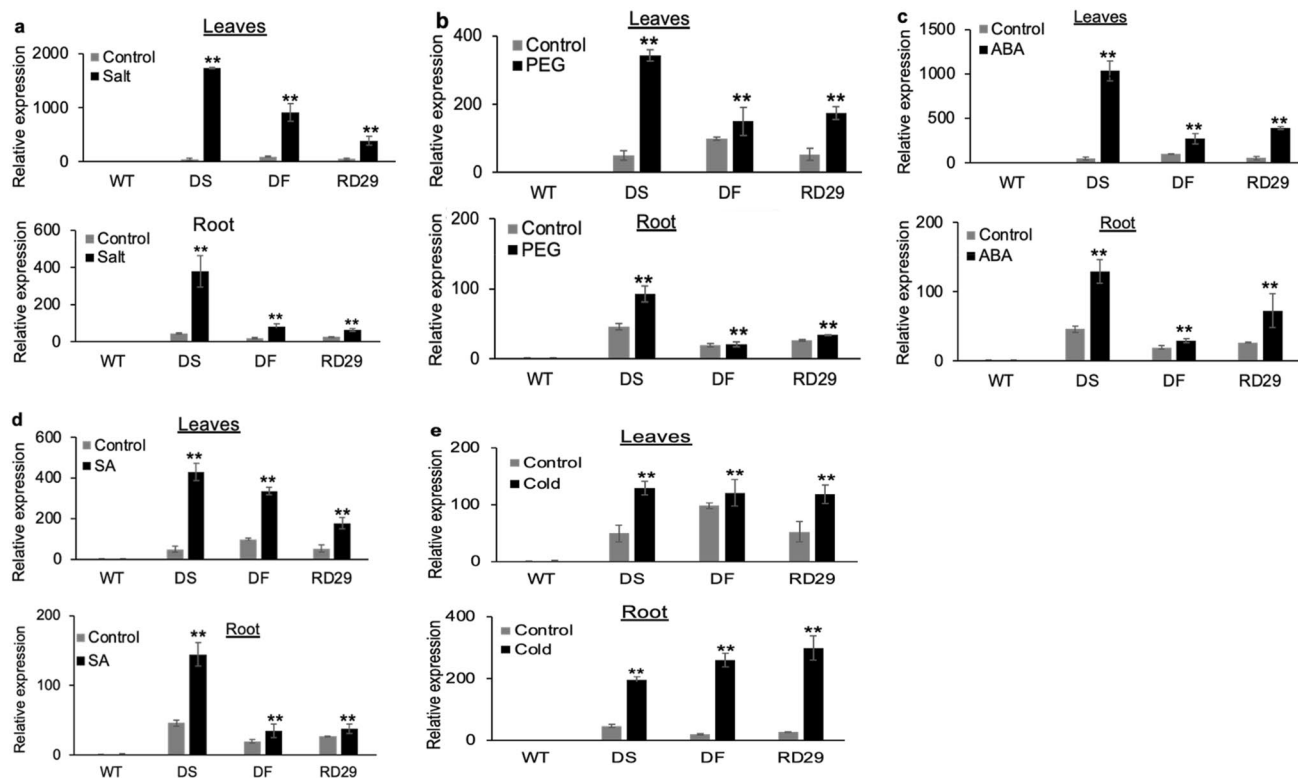 a
Leaves
Control
Salt
Relative expression
2000
1000
0
**
**
**
WT DS DF RD29
Root
Control
Salt
Relative expression
600
400
200
0
**
**
**
WT DS DF RD29
b
Leaves
Control
PEG
Relative expression
400
200
0
**
**
**
WT DS DF RD29
Root
Control
PEG
Relative expression
200
100
0
**
**
**
WT DS DF RD29
c
Leaves
Control
ABA
Relative expression
1500
1000
500
0
**
**
**
WT DS DF RD29
Root
Control
ABA
Relative expression
200
100
0
**
**
**
WT DS DF RD29
d
Leaves
Control
SA
Relative expression
600
400
200
0
**
**
**
WT DS DF RD29
Root
Control
SA
Relative expression
200
100
0
**
**
**
WT DS DF RD29
e
Leaves
Control
Cold
Relative expression
200
100
0
**
**
**
WT DS DF RD29
Root
Control
Cold
Relative expression
400
200
0
**
**
**
WT DS DF RD29